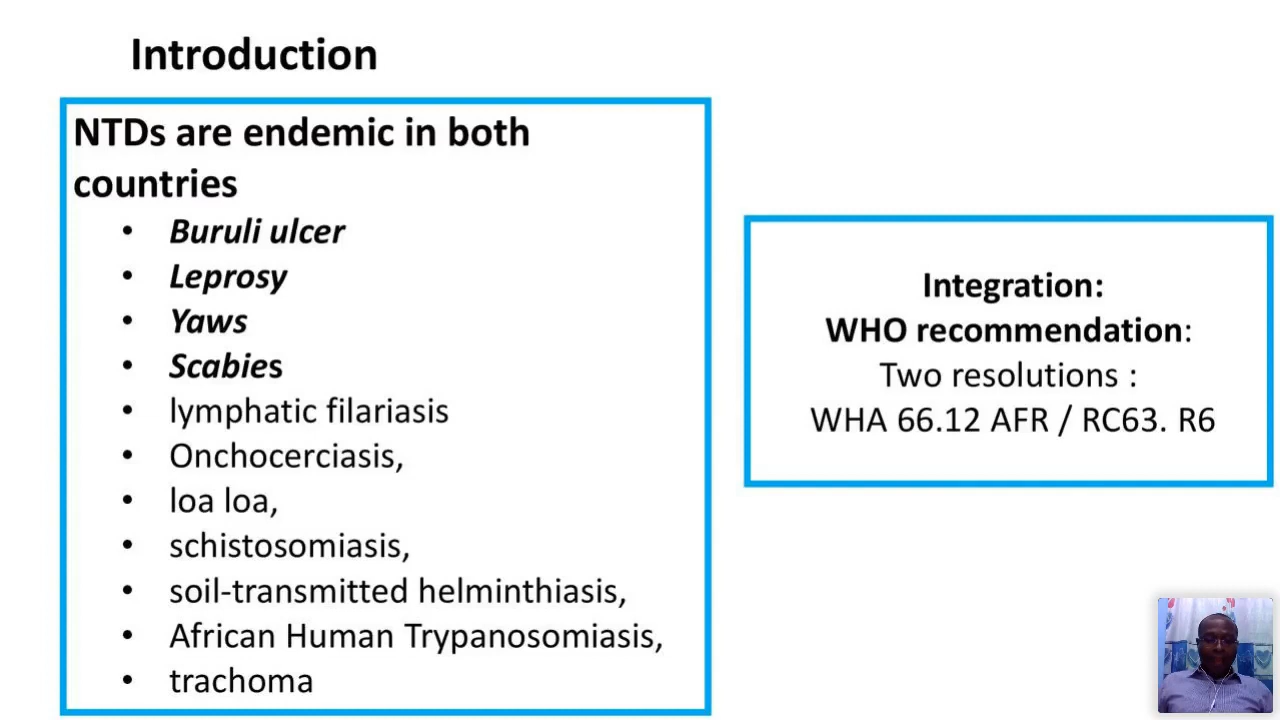 Introduction
NTDs are endemic in both
countries
• Buruli ulcer
• Leprosy
• Yaws
• Scabies
• lymphatic filariasis
• Onchocerciasis,
• loa loa,
• schistosomiasis,
• soil-transmitted helminthiasis,
• African Human Trypanosomiasis,
• trachoma
Integration:
WHO recommendation:
Two resolutions :
WHA 66.12 AFR / RC63. R6